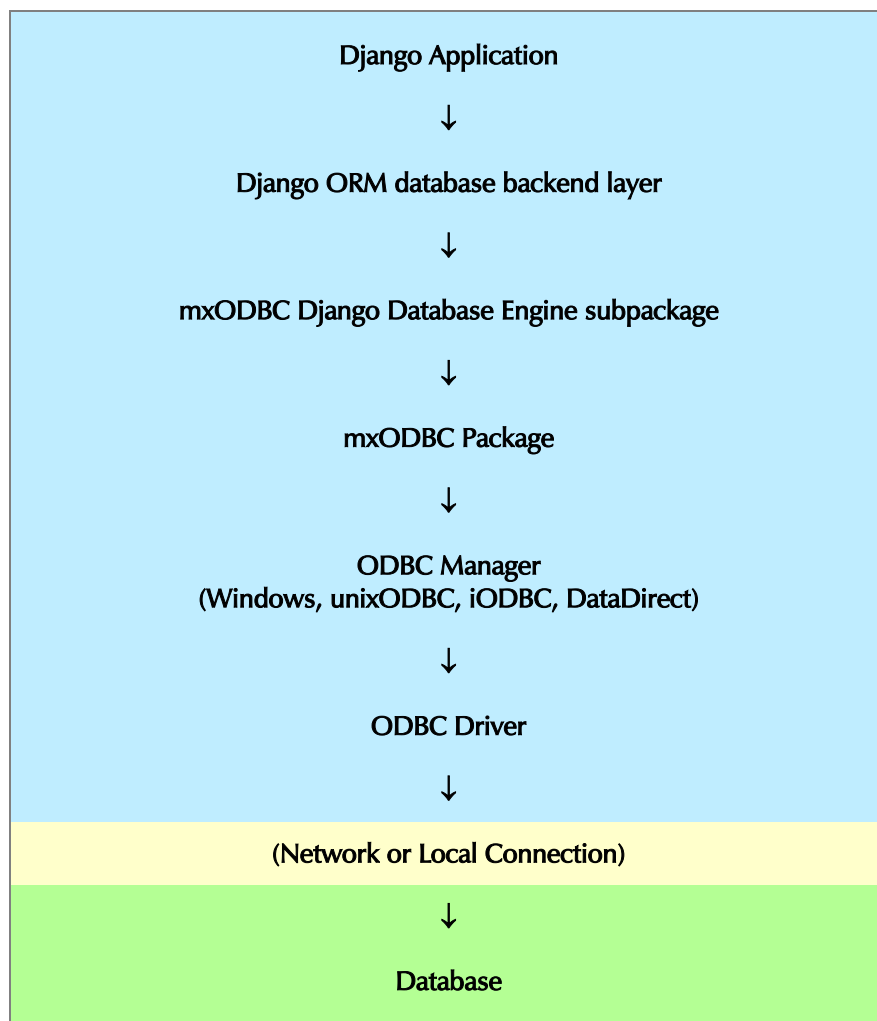 Django Application
↓
Django ORM database backend layer
↓
mxODBC Django Database Engine subpackage
↓
mxODBC Package
↓
ODBC Manager
(Windows, unixODBC, iODBC, DataDirect)
↓
ODBC Driver
↓
(Network or Local Connection)
↓
Database